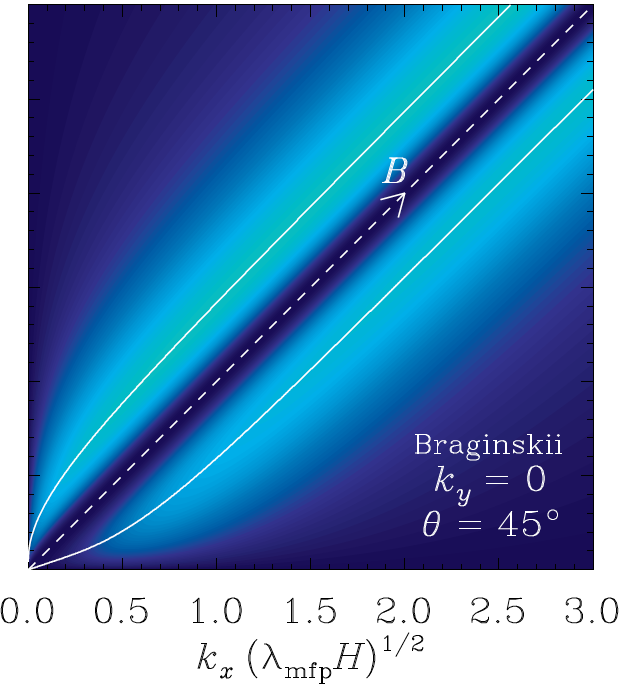 B
Braginskii
k_y = 0
θ = 45°
0.0 0.5 1.0 1.5 2.0 2.5 3.0
k_x (λ_mfp H)^1/2